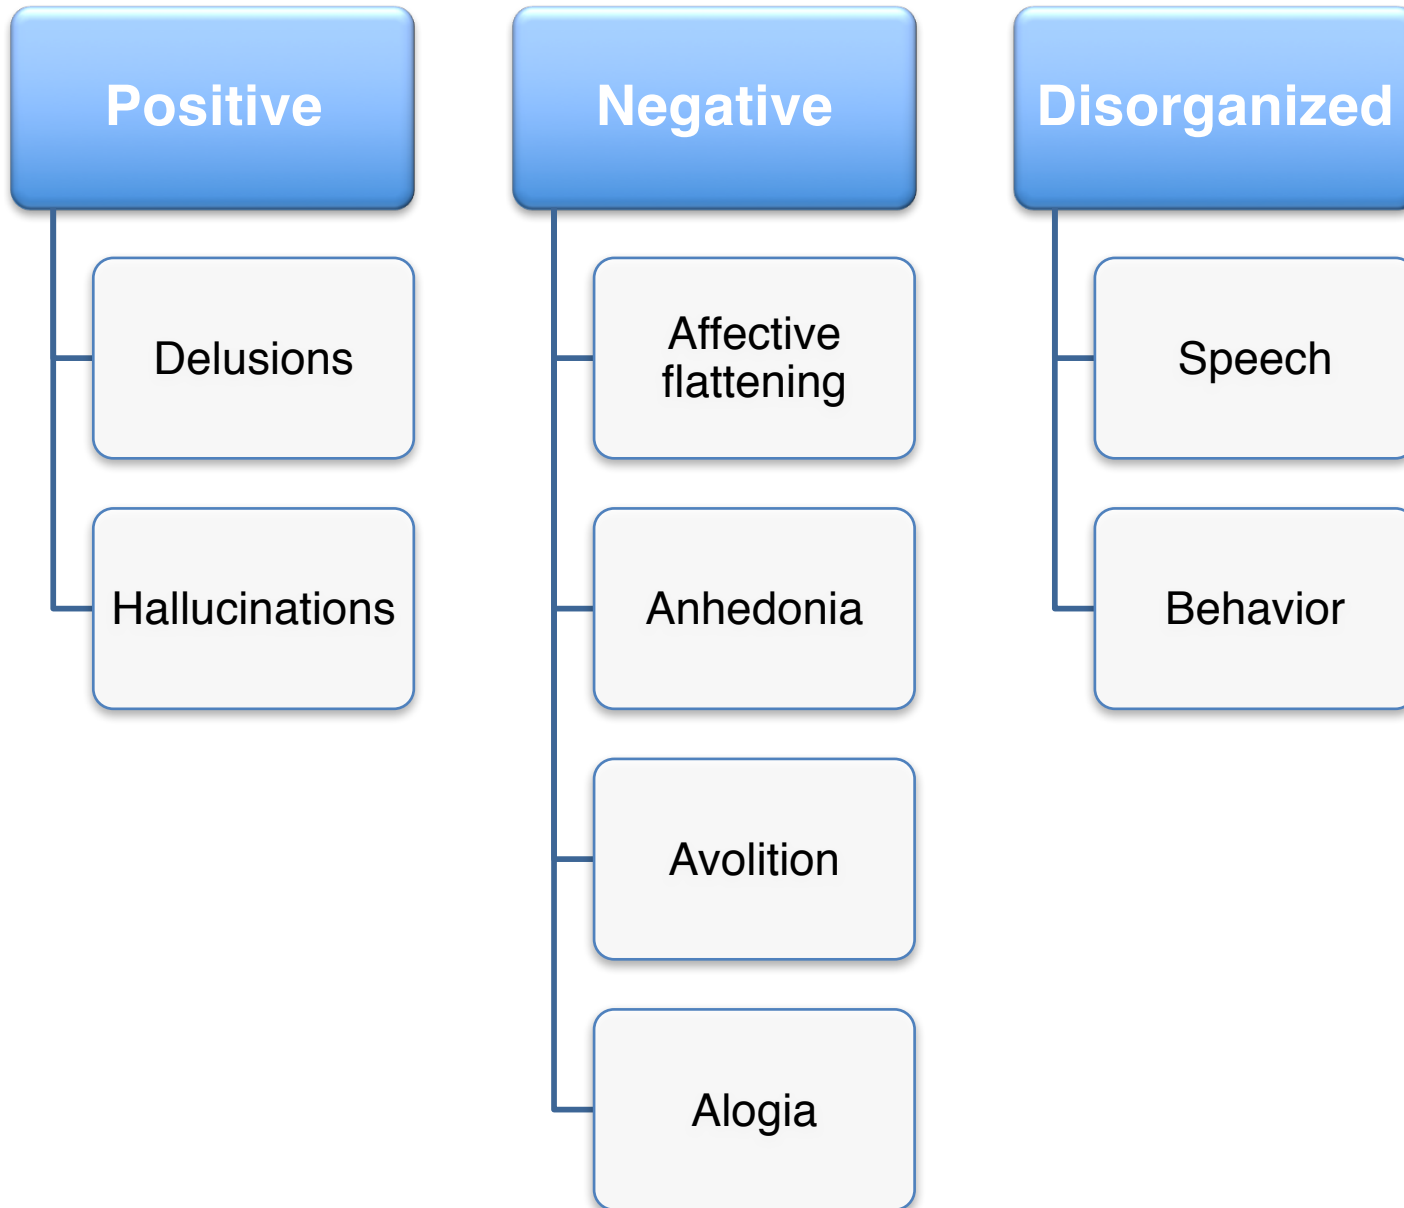 Positive
Delusions
Hallucinations
Negative
Affective
flattening
Anhedonia
Avolition
Alogia
Disorganized
Speech
Behavior